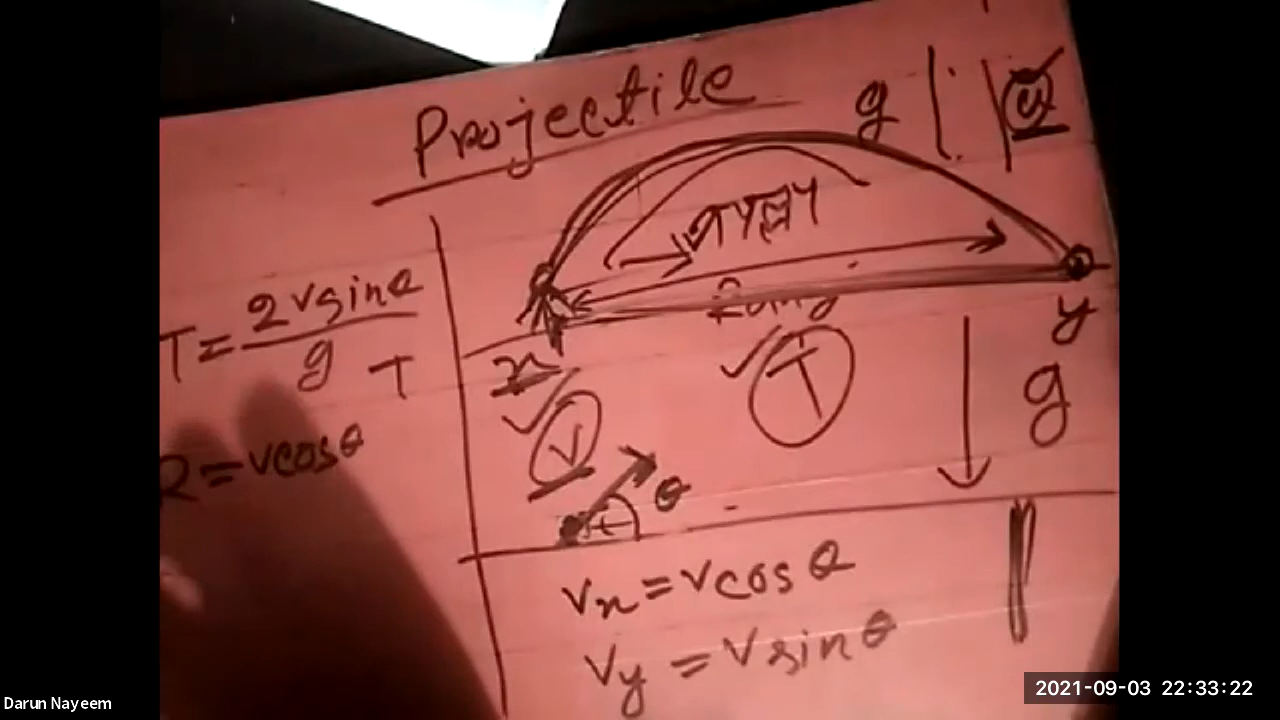 Projectile
g
পাল্লা
x
y
T = 2vsinθ / g
T
R = vcosθ
v
T
g
θ
vx = vcosθ
vy = vsinθ
Darun Nayeem
2021-09-03 22:33:22